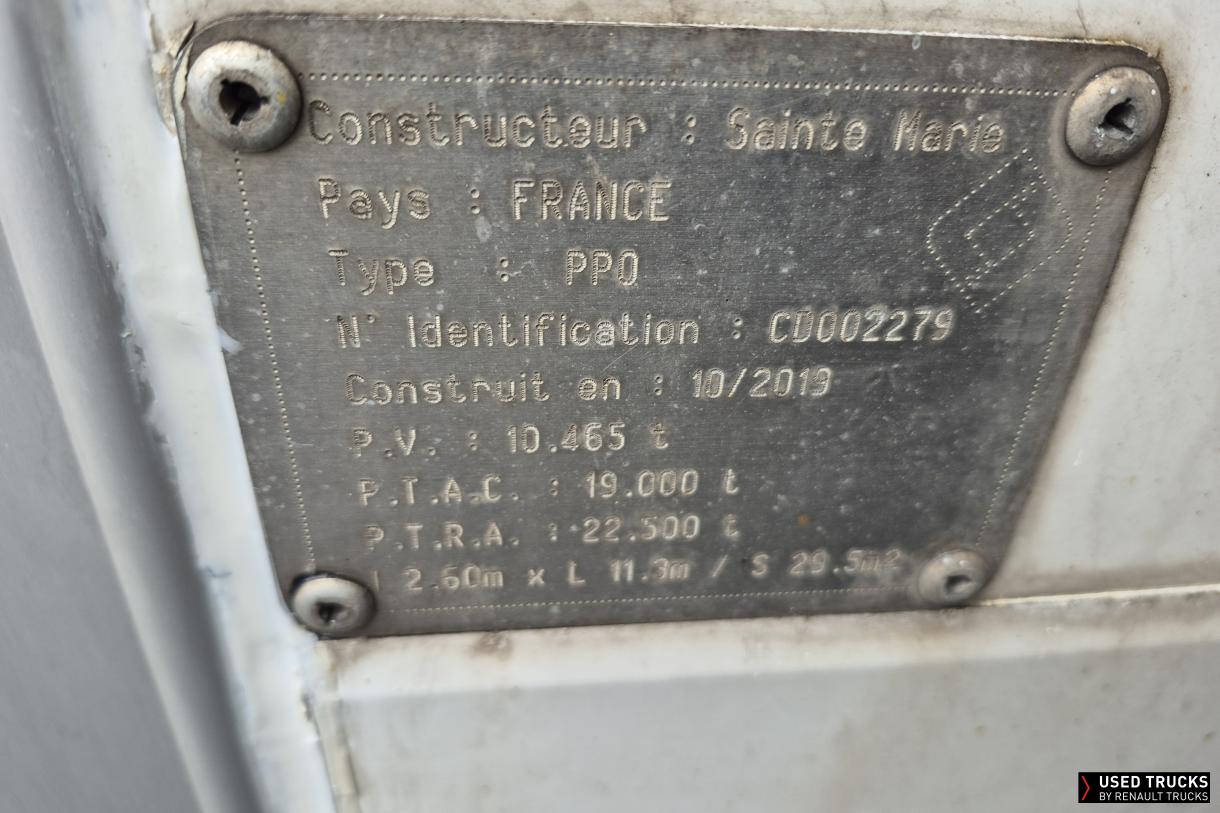 Constructeur : Sainte Marie
Pays : FRANCE
Type : PPO
N° Identification : CD002279
Construit en : 10/2019
P.V. : 10.465 t
P.T.A.C. : 19.000 t
P.T.R.A. : 22.500 t
l 2.60m x L 11.3m / S 29.5m2
USED TRUCKS
BY RENAULT TRUCKS